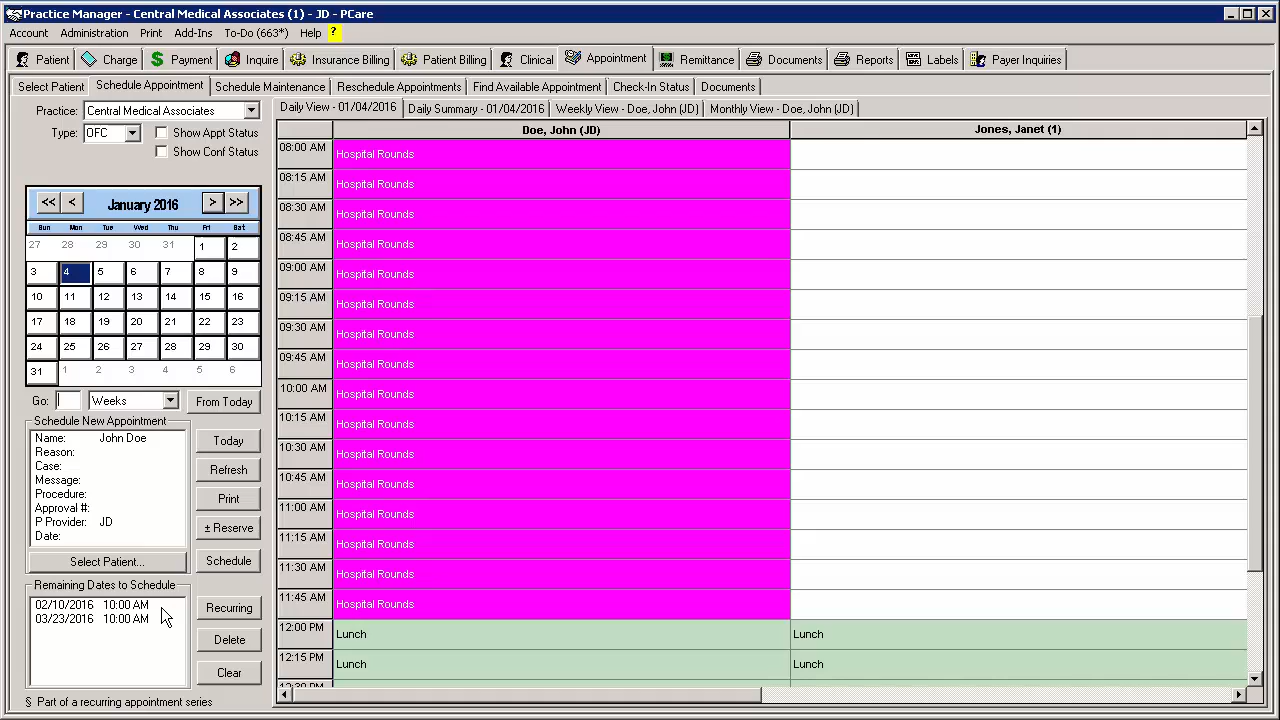 Practice Manager - Central Medical Associates (1) - JD - PCare
Account Administration Print Add-Ins To-Do (663*) Help ?
Patient Charge Payment Inquire Insurance Billing Patient Billing Clinical Appointment Remittance Documents Reports Labels Payer Inquiries
Select Patient Schedule Appointment Schedule Maintenance Reschedule Appointments Find Available Appointment Check-In Status Documents
Practice: Central Medical Associates
Type: OFC
Show Appt Status
Show Conf Status
<< < January 2016 > >>
Sun Mon Tue Wed Thu Fri Sat
27 28 29 30 31 1 2
3 4 5 6 7 8 9
10 11 12 13 14 15 16
17 18 19 20 21 22 23
24 25 26 27 28 29 30
31 1 2 3 4 5 6
Go: Weeks From Today
Schedule New Appointment
Name: John Doe
Reason:
Case:
Message:
Procedure:
Approval #:
P Provider: JD
Date:
Select Patient...
Today
Refresh
Print
± Reserve
Schedule
Remaining Dates to Schedule
02/10/2016 10:00 AM
03/23/2016 10:00 AM
Recurring
Delete
Clear
§ Part of a recurring appointment series
Daily View - 01/04/2016 Daily Summary - 01/04/2016 Weekly View - Doe, John (JD) Monthly View - Doe, John (JD)
Doe, John (JD) Jones, Janet (1)
08:00 AM Hospital Rounds
08:15 AM Hospital Rounds
08:30 AM Hospital Rounds
08:45 AM Hospital Rounds
09:00 AM Hospital Rounds
09:15 AM Hospital Rounds
09:30 AM Hospital Rounds
09:45 AM Hospital Rounds
10:00 AM Hospital Rounds
10:15 AM Hospital Rounds
10:30 AM Hospital Rounds
10:45 AM Hospital Rounds
11:00 AM Hospital Rounds
11:15 AM Hospital Rounds
11:30 AM Hospital Rounds
11:45 AM Hospital Rounds
12:00 PM Lunch Lunch
12:15 PM Lunch Lunch
12:30 PM